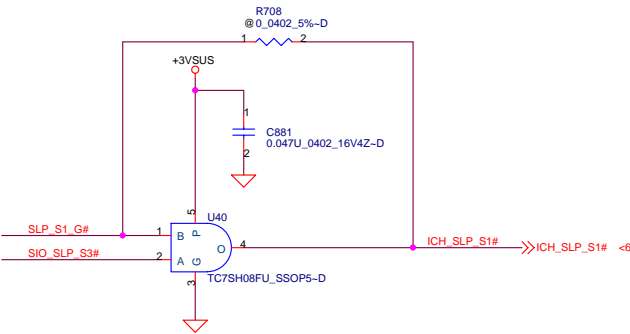 R708
@0_0402_5%~D
1 2
+3VSUS
1
C881
0.047U_0402_16V4Z~D
2
5
U40
SLP_S1_G# 1 B P
O 4 ICH_SLP_S1# ICH_SLP_S1# <6
SIO_SLP_S3# 2 A G
TC7SH08FU_SSOP5~D
3